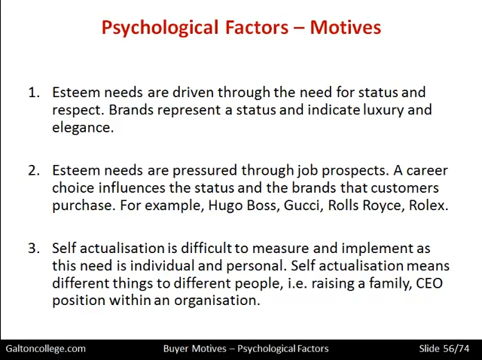 Psychological Factors – Motives
1. Esteem needs are driven through the need for status and
respect. Brands represent a status and indicate luxury and
elegance.
2. Esteem needs are pressured through job prospects. A career
choice influences the status and the brands that customers
purchase. For example, Hugo Boss, Gucci, Rolls Royce, Rolex.
3. Self actualisation is difficult to measure and implement as
this need is individual and personal. Self actualisation means
different things to different people, i.e. raising a family, CEO
position within an organisation.
Galtoncollege.com Buyer Motives – Psychological Factors Slide 56/74